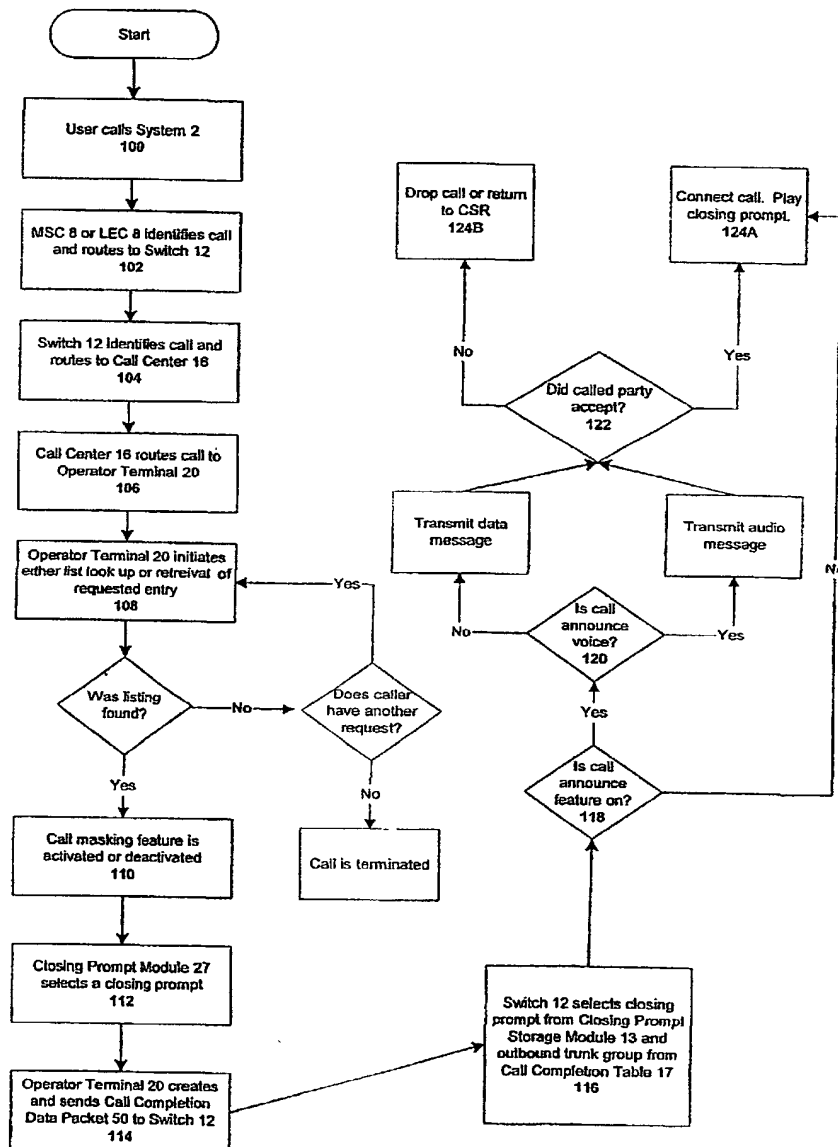 Start
User calls System 2
100
MSC 8 or LEC 8 identifies call
and routes to Switch 12
102
Switch 12 identifies call and
routes to Call Center 16
104
Call Center 16 routes call to
Operator Terminal 20
106
Operator Terminal 20 initiates
either list look up or retreival of
requested entry
108
Was listing
found?
No
Does caller
have another
request?
Yes
No
Call is terminated
Yes
Call masking feature is
activated or deactivated
110
Closing Prompt Module 27
selects a closing prompt
112
Operator Terminal 20 creates
and sends Call Completion
Data Packet 50 to Switch 12
114
Switch 12 selects closing
prompt from Closing Prompt
Storage Module 13 and
outbound trunk group from
Call Completion Table 17
116
Is call
announce
feature on?
118
Yes
No
Is call
announce
voice?
120
No
Yes
Transmit data
message
Transmit audio
message
Did called party
accept?
122
No
Yes
Drop call or return
to CSR
124B
Connect call. Play
closing prompt.
124A